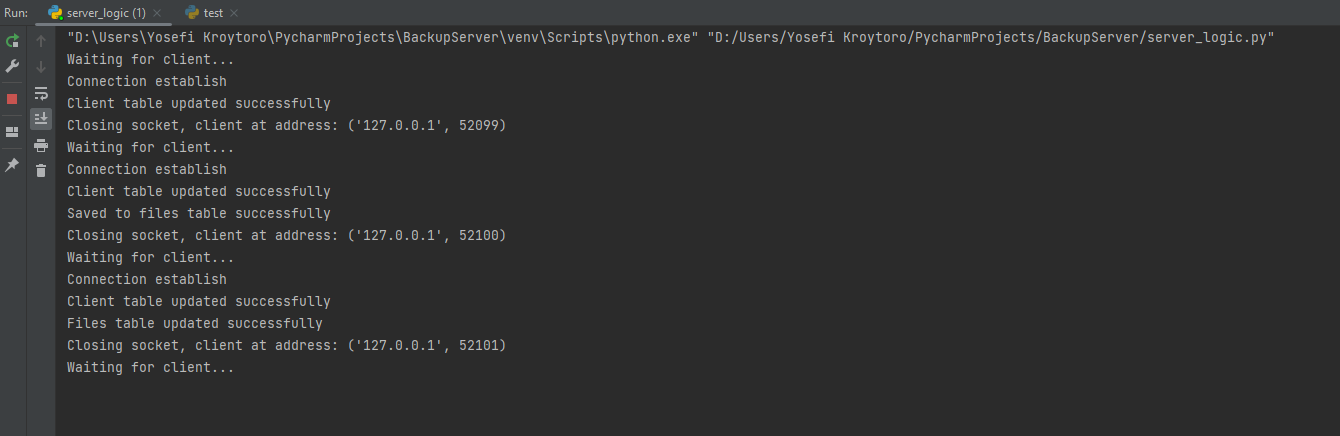 Run: server_logic (1) test
"D:\Users\Yosefi Kroytoro\PycharmProjects\BackupServer\venv\Scripts\python.exe" "D:/Users/Yosefi Kroytoro/PycharmProjects/BackupServer/server_logic.py"
Waiting for client...
Connection establish
Client table updated successfully
Closing socket, client at address: ('127.0.0.1', 52099)
Waiting for client...
Connection establish
Client table updated successfully
Saved to files table successfully
Closing socket, client at address: ('127.0.0.1', 52100)
Waiting for client...
Connection establish
Client table updated successfully
Files table updated successfully
Closing socket, client at address: ('127.0.0.1', 52101)
Waiting for client...